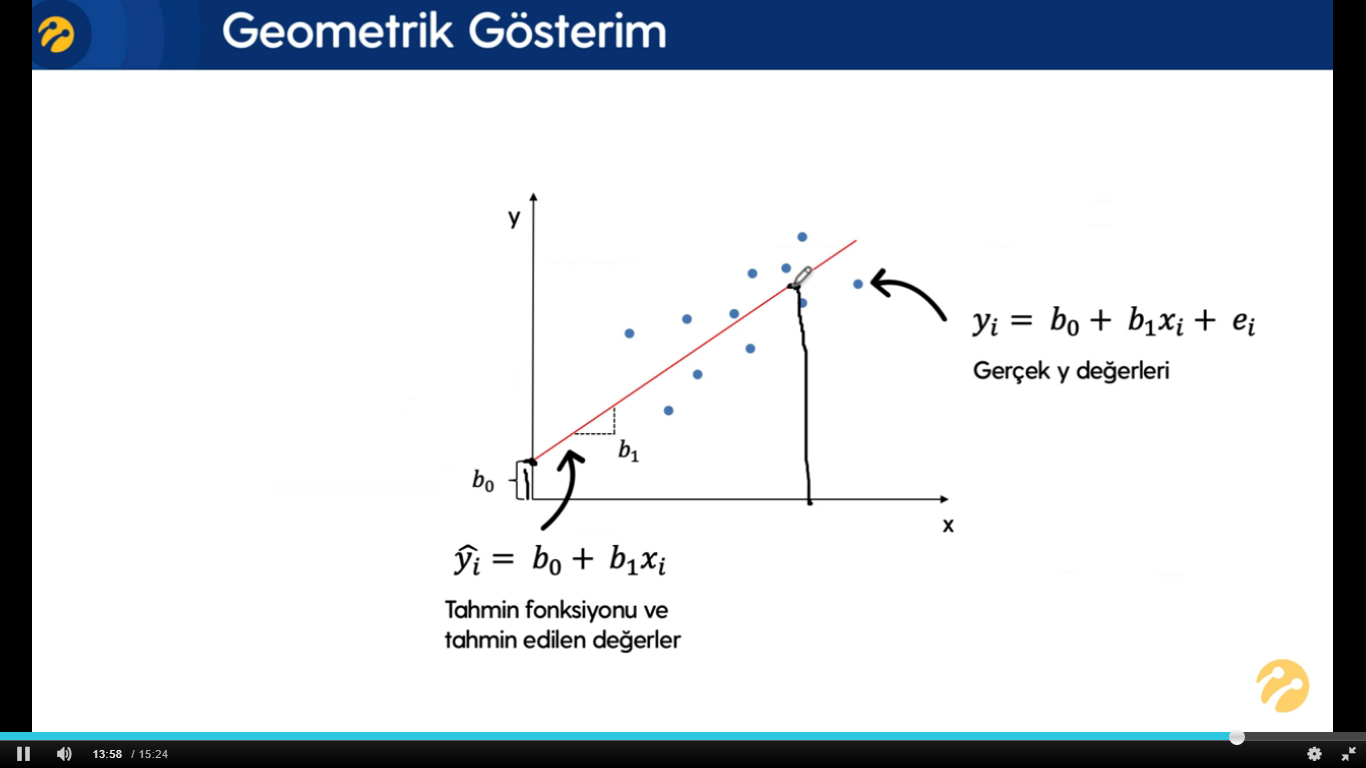 Geometrik Gösterim
y
yᵢ = b₀ + b₁xᵢ + eᵢ
Gerçek y değerleri
b₁
b₀
x
ŷᵢ = b₀ + b₁xᵢ
Tahmin fonksiyonu ve
tahmin edilen değerler
13:58 / 15:24